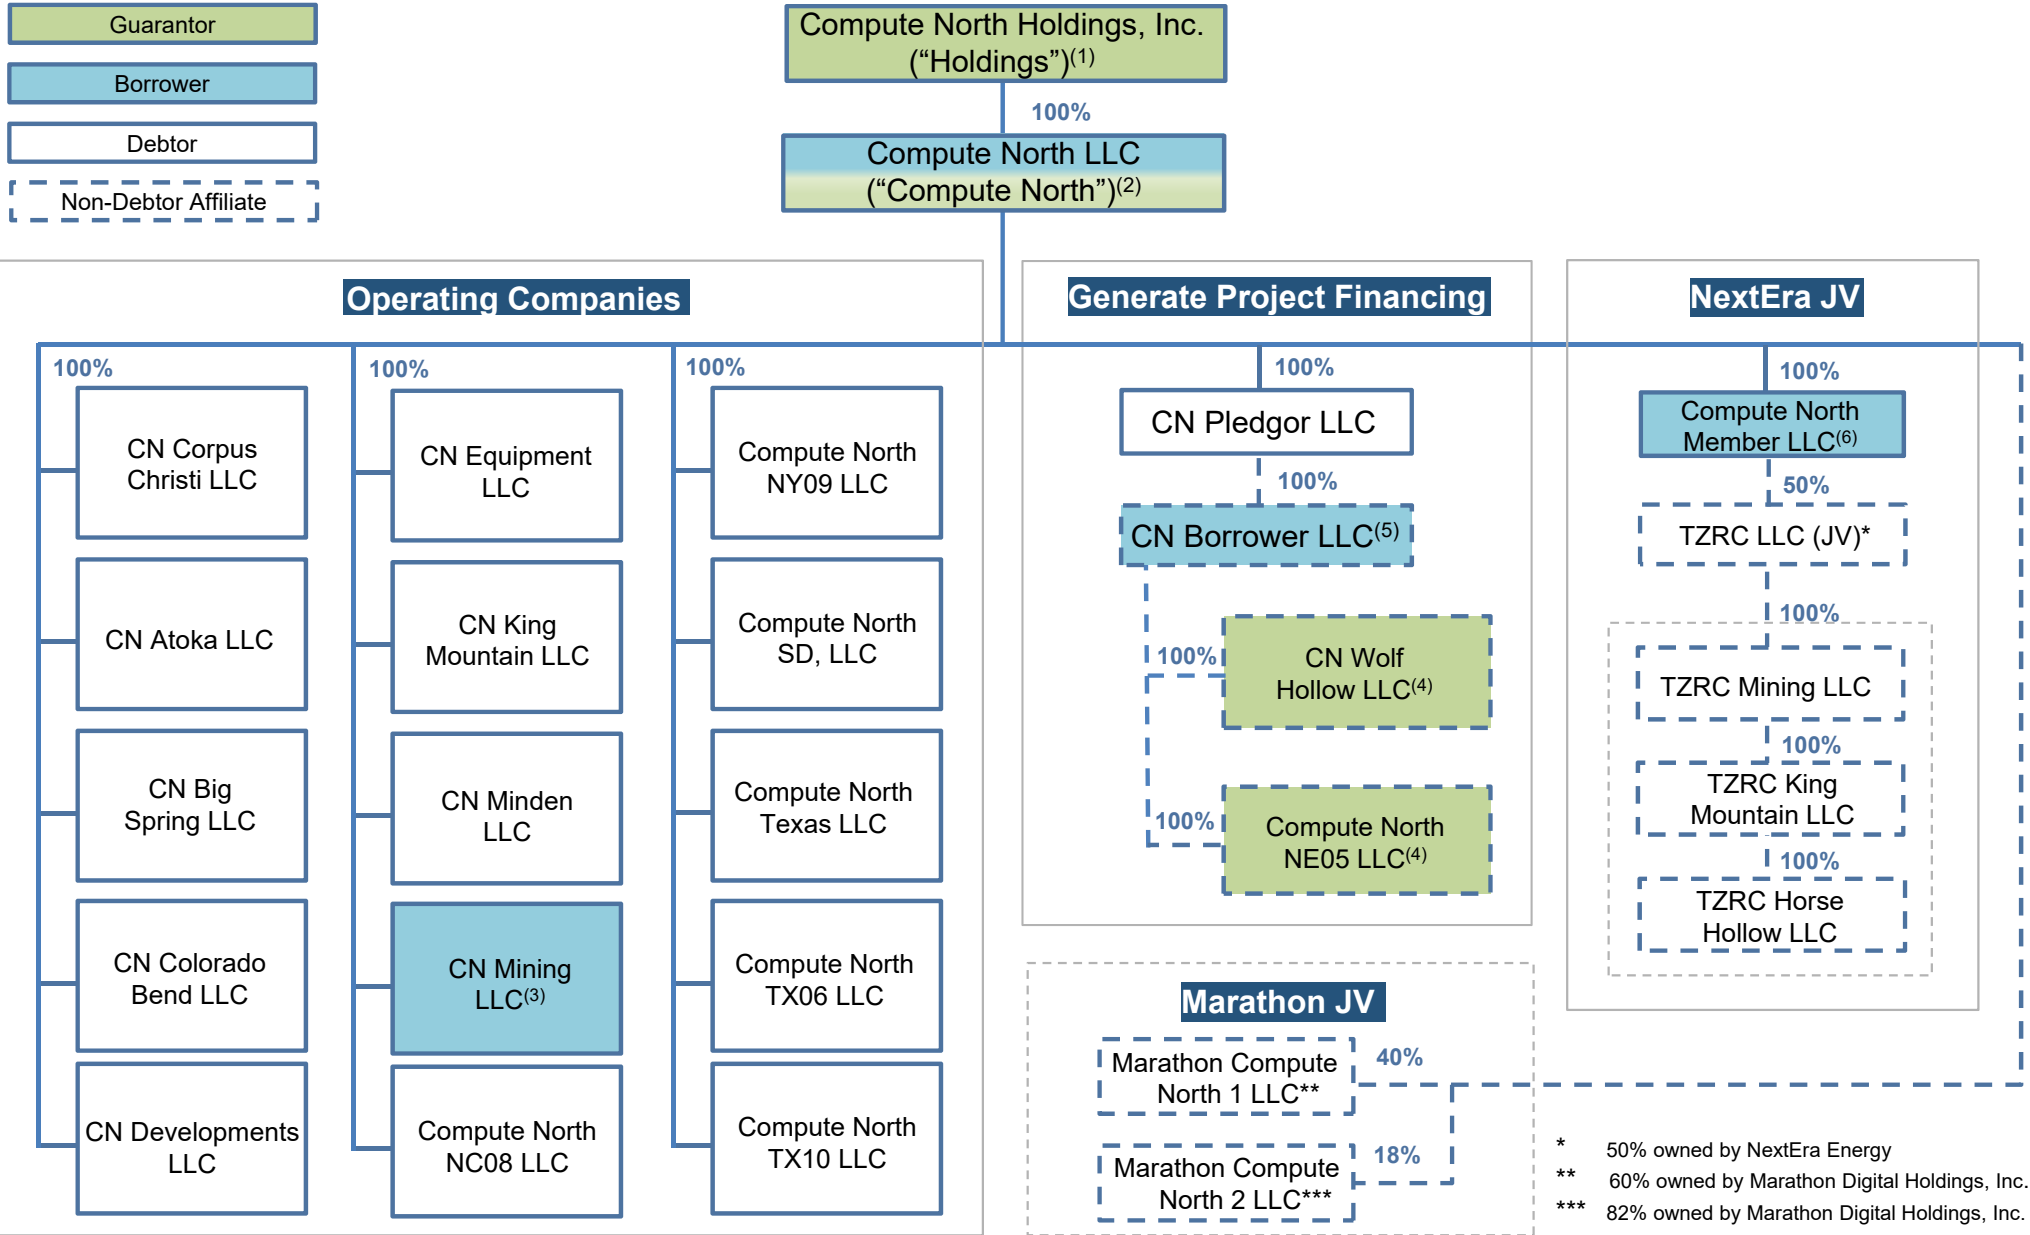 Guarantor
Borrower
Debtor
Non-Debtor Affiliate
Compute North Holdings, Inc.
(“Holdings”)(1)
100%
Compute North LLC
(“Compute North”)(2)
Operating Companies
100%
100%
100%
CN Corpus
Christi LLC
CN Atoka LLC
CN Big
Spring LLC
CN Colorado
Bend LLC
CN Developments
LLC
CN Equipment
LLC
CN King
Mountain LLC
CN Minden
LLC
CN Mining
LLC(3)
Compute North
NC08 LLC
Compute North
NY09 LLC
Compute North
SD, LLC
Compute North
Texas LLC
Compute North
TX06 LLC
Compute North
TX10 LLC
Generate Project Financing
100%
CN Pledgor LLC
100%
CN Borrower LLC(5)
100%
CN Wolf
Hollow LLC(4)
100%
Compute North
NE05 LLC(4)
NextEra JV
100%
Compute North
Member LLC(6)
50%
TZRC LLC (JV)*
100%
TZRC Mining LLC
100%
TZRC King
Mountain LLC
100%
TZRC Horse
Hollow LLC
Marathon JV
Marathon Compute
North 1 LLC**
40%
Marathon Compute
North 2 LLC***
18%
* 50% owned by NextEra Energy
** 60% owned by Marathon Digital Holdings, Inc.
*** 82% owned by Marathon Digital Holdings, Inc.